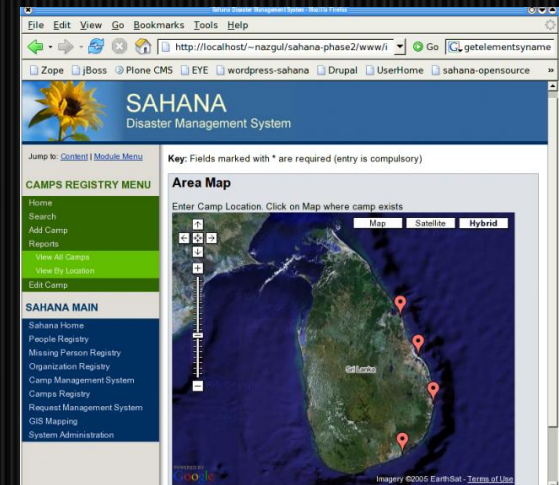 Sahana Disaster Management System - Mozilla Firefox
File Edit View Go Bookmarks Tools Help
http://localhost/~nazgul/sahana-phase2/www/i Go getelementsyname
Zope jBoss Plone CMS EYE wordpress-sahana Drupal UserHome sahana-opensource »
SAHANA
Disaster Management System
Jump to: Content | Module Menu
CAMPS REGISTRY MENU
Home
Search
Add Camp
Reports
View All Camps
View By Location
Edit Camp
SAHANA MAIN
Sahana Home
People Registry
Missing Person Registry
Organization Registry
Camp Management System
Camps Registry
Request Management System
GIS Mapping
System Administration
Key: Fields marked with * are required (entry is compulsory)
Area Map
Enter Camp Location. Click on Map where camp exists
Map Satellite Hybrid
Sri Lanka
POWERED BY
Google
Imagery ©2005 EarthSat - Terms of Use